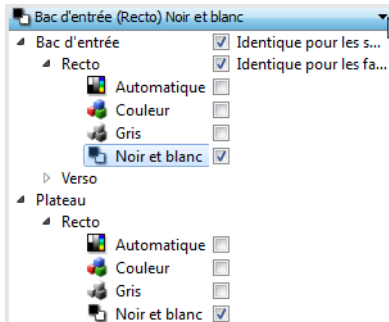 Bac d'entrée (Recto) Noir et blanc
Bac d'entrée Identique pour les s...
Recto Identique pour les fa...
Automatique
Couleur
Gris
Noir et blanc
Verso
Plateau
Recto
Automatique
Couleur
Gris
Noir et blanc